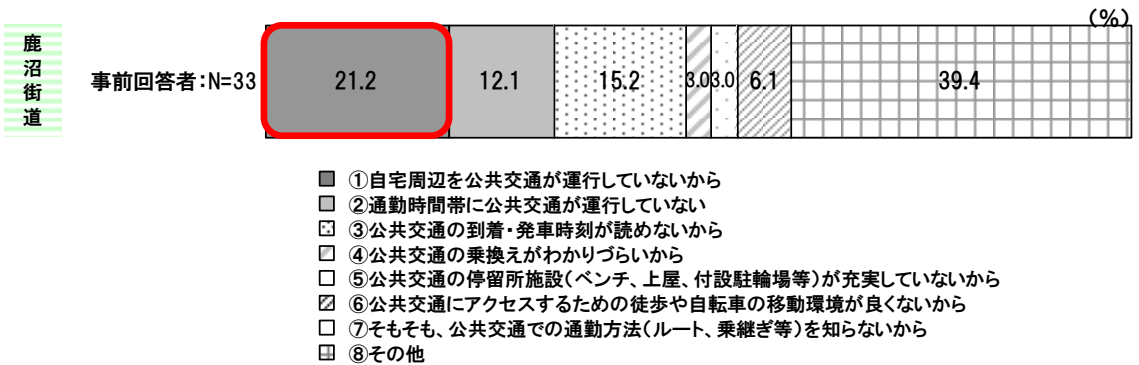 (%)
鹿沼街道
事前回答者:N=33
21.2
12.1
15.2
3.0
3.0
6.1
39.4
①自宅周辺を公共交通が運行していないから
②通勤時間帯に公共交通が運行していない
③公共交通の到着・発車時刻が読めないから
④公共交通の乗換えがわかりづらいから
⑤公共交通の停留所施設(ベンチ、上屋、付設駐輪場等)が充実していないから
⑥公共交通にアクセスするための徒歩や自転車の移動環境が良くないから
⑦そもそも、公共交通での通勤方法(ルート、乗継ぎ等)を知らないから
⑧その他